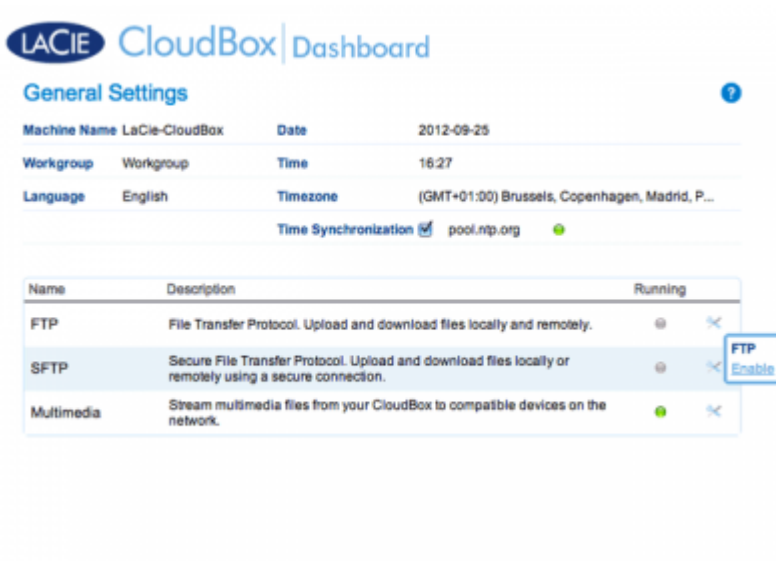 LACIE CloudBox Dashboard
General Settings ?
Machine Name LaCie-CloudBox Date 2012-09-25
Workgroup Workgroup Time 16:27
Language English Timezone (GMT+01:00) Brussels, Copenhagen, Madrid, P...
Time Synchronization pool.ntp.org
Name Description Running
FTP File Transfer Protocol. Upload and download files locally and remotely.
FTP
Enable
SFTP Secure File Transfer Protocol. Upload and download files locally or
remotely using a secure connection.
Multimedia Stream multimedia files from your CloudBox to compatible devices on the
network.